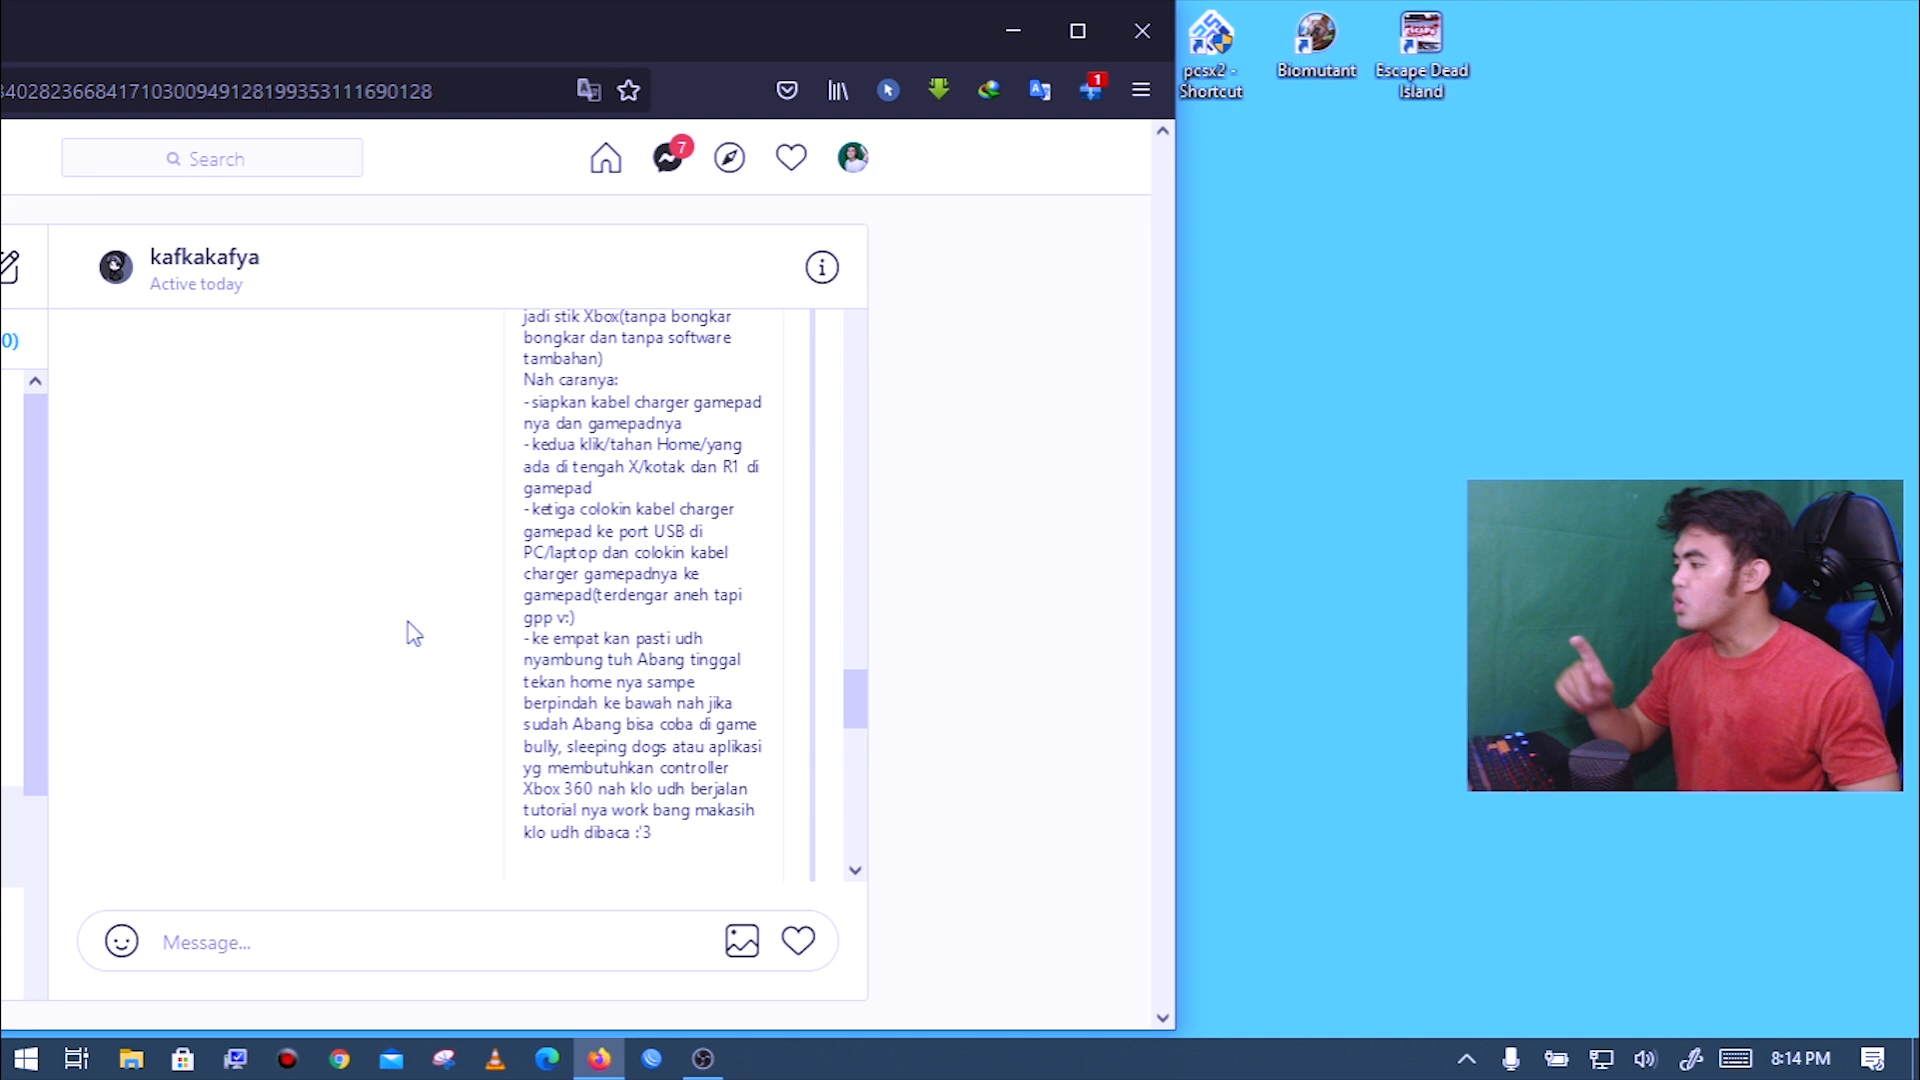 34028236684171030094912819935311169​0128
1
pcsx2 -
Shortcut
Biomutant
Escape Dead
Island
Search
7
kafkakafya
Active today
0)
jadi stik Xbox(tanpa bongkar
bongkar dan tanpa software
tambahan)
Nah caranya:
-siapkan kabel charger gamepad
nya dan gamepadnya
-kedua klik/tahan Home/yang
ada di tengah X/kotak dan R1 di
gamepad
-ketiga colokin kabel charger
gamepad ke port USB di
PC/laptop dan colokin kabel
charger gamepadnya ke
gamepad(terdengar aneh tapi
gpp v:)
-ke empat kan pasti udh
nyambung tuh Abang tinggal
tekan home nya sampe
berpindah ke bawah nah jika
sudah Abang bisa coba di game
bully, sleeping dogs atau aplikasi
yg membutuhkan controller
Xbox 360 nah klo udh berjalan
tutorial nya work bang makasih
klo udh dibaca :'3
Message...
8:14 PM